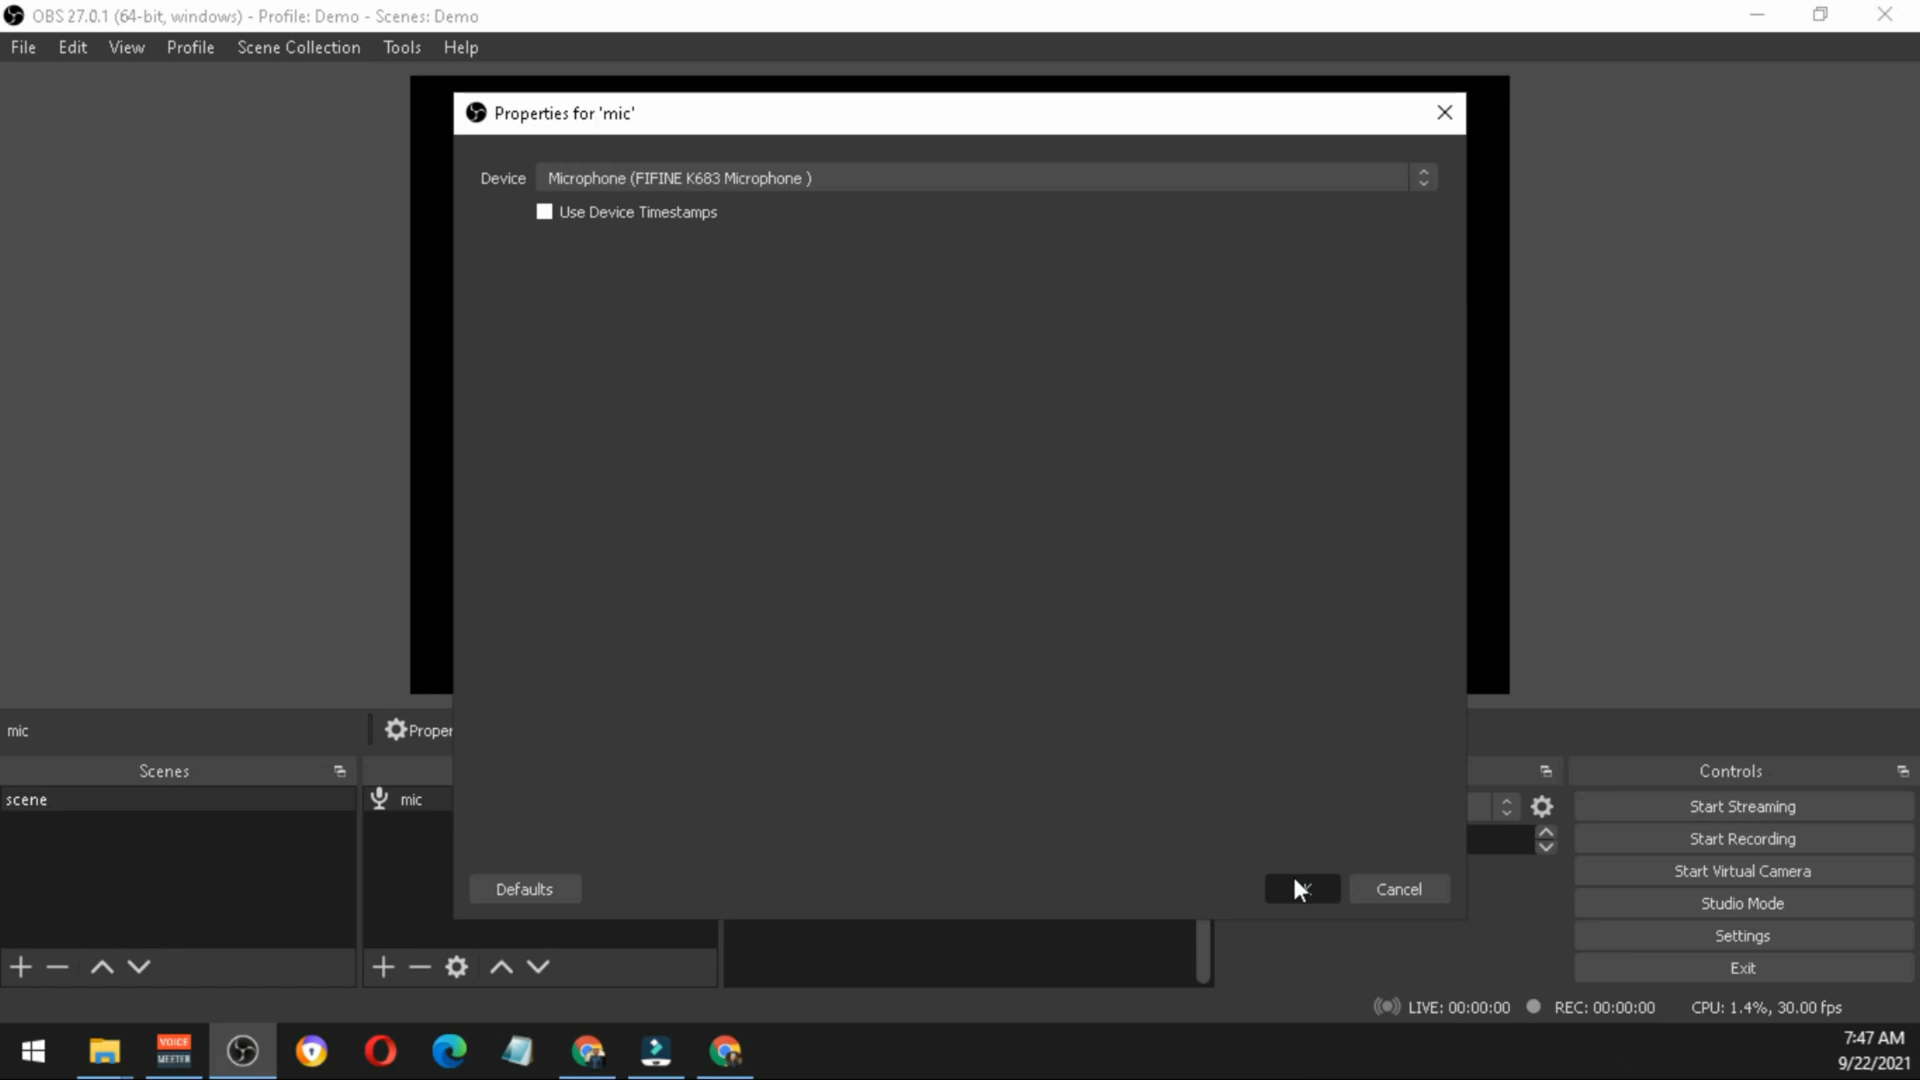 OBS 27.0.1 (64-bit, windows) - Profile: Demo - Scenes: Demo
File Edit View Profile Scene Collection Tools Help
Properties for 'mic'
Device Microphone (FIFINE K683 Microphone )
Use Device Timestamps
mic
Proper
Scenes
Controls
scene
mic
Start Streaming
Start Recording
Start Virtual Camera
Studio Mode
Settings
Exit
Defaults
Cancel
LIVE: 00:00:00 REC: 00:00:00 CPU: 1.4%, 30.00 fps
VOICE
MEETER
7:47 AM
9/22/2021